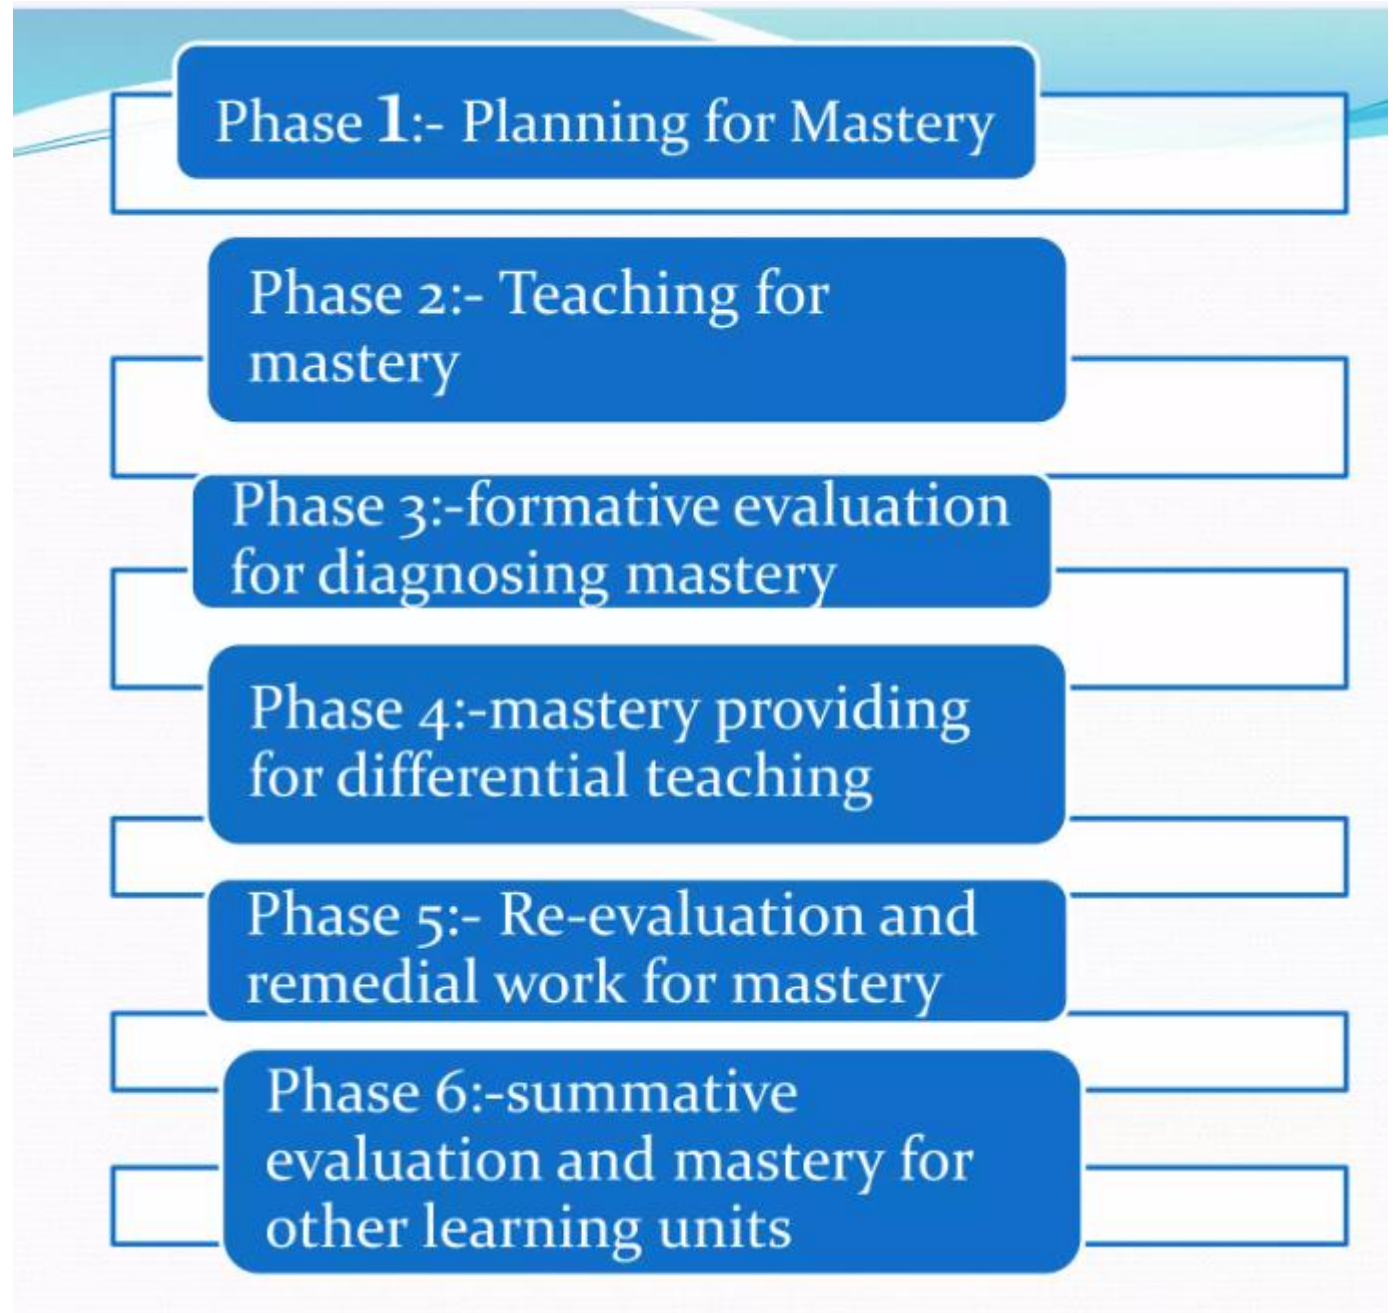 Phase 1:- Planning for Mastery
Phase 2:- Teaching for
mastery
Phase 3:-formative evaluation
for diagnosing mastery
Phase 4:-mastery providing
for differential teaching
Phase 5:- Re-evaluation and
remedial work for mastery
Phase 6:-summative
evaluation and mastery for
other learning units